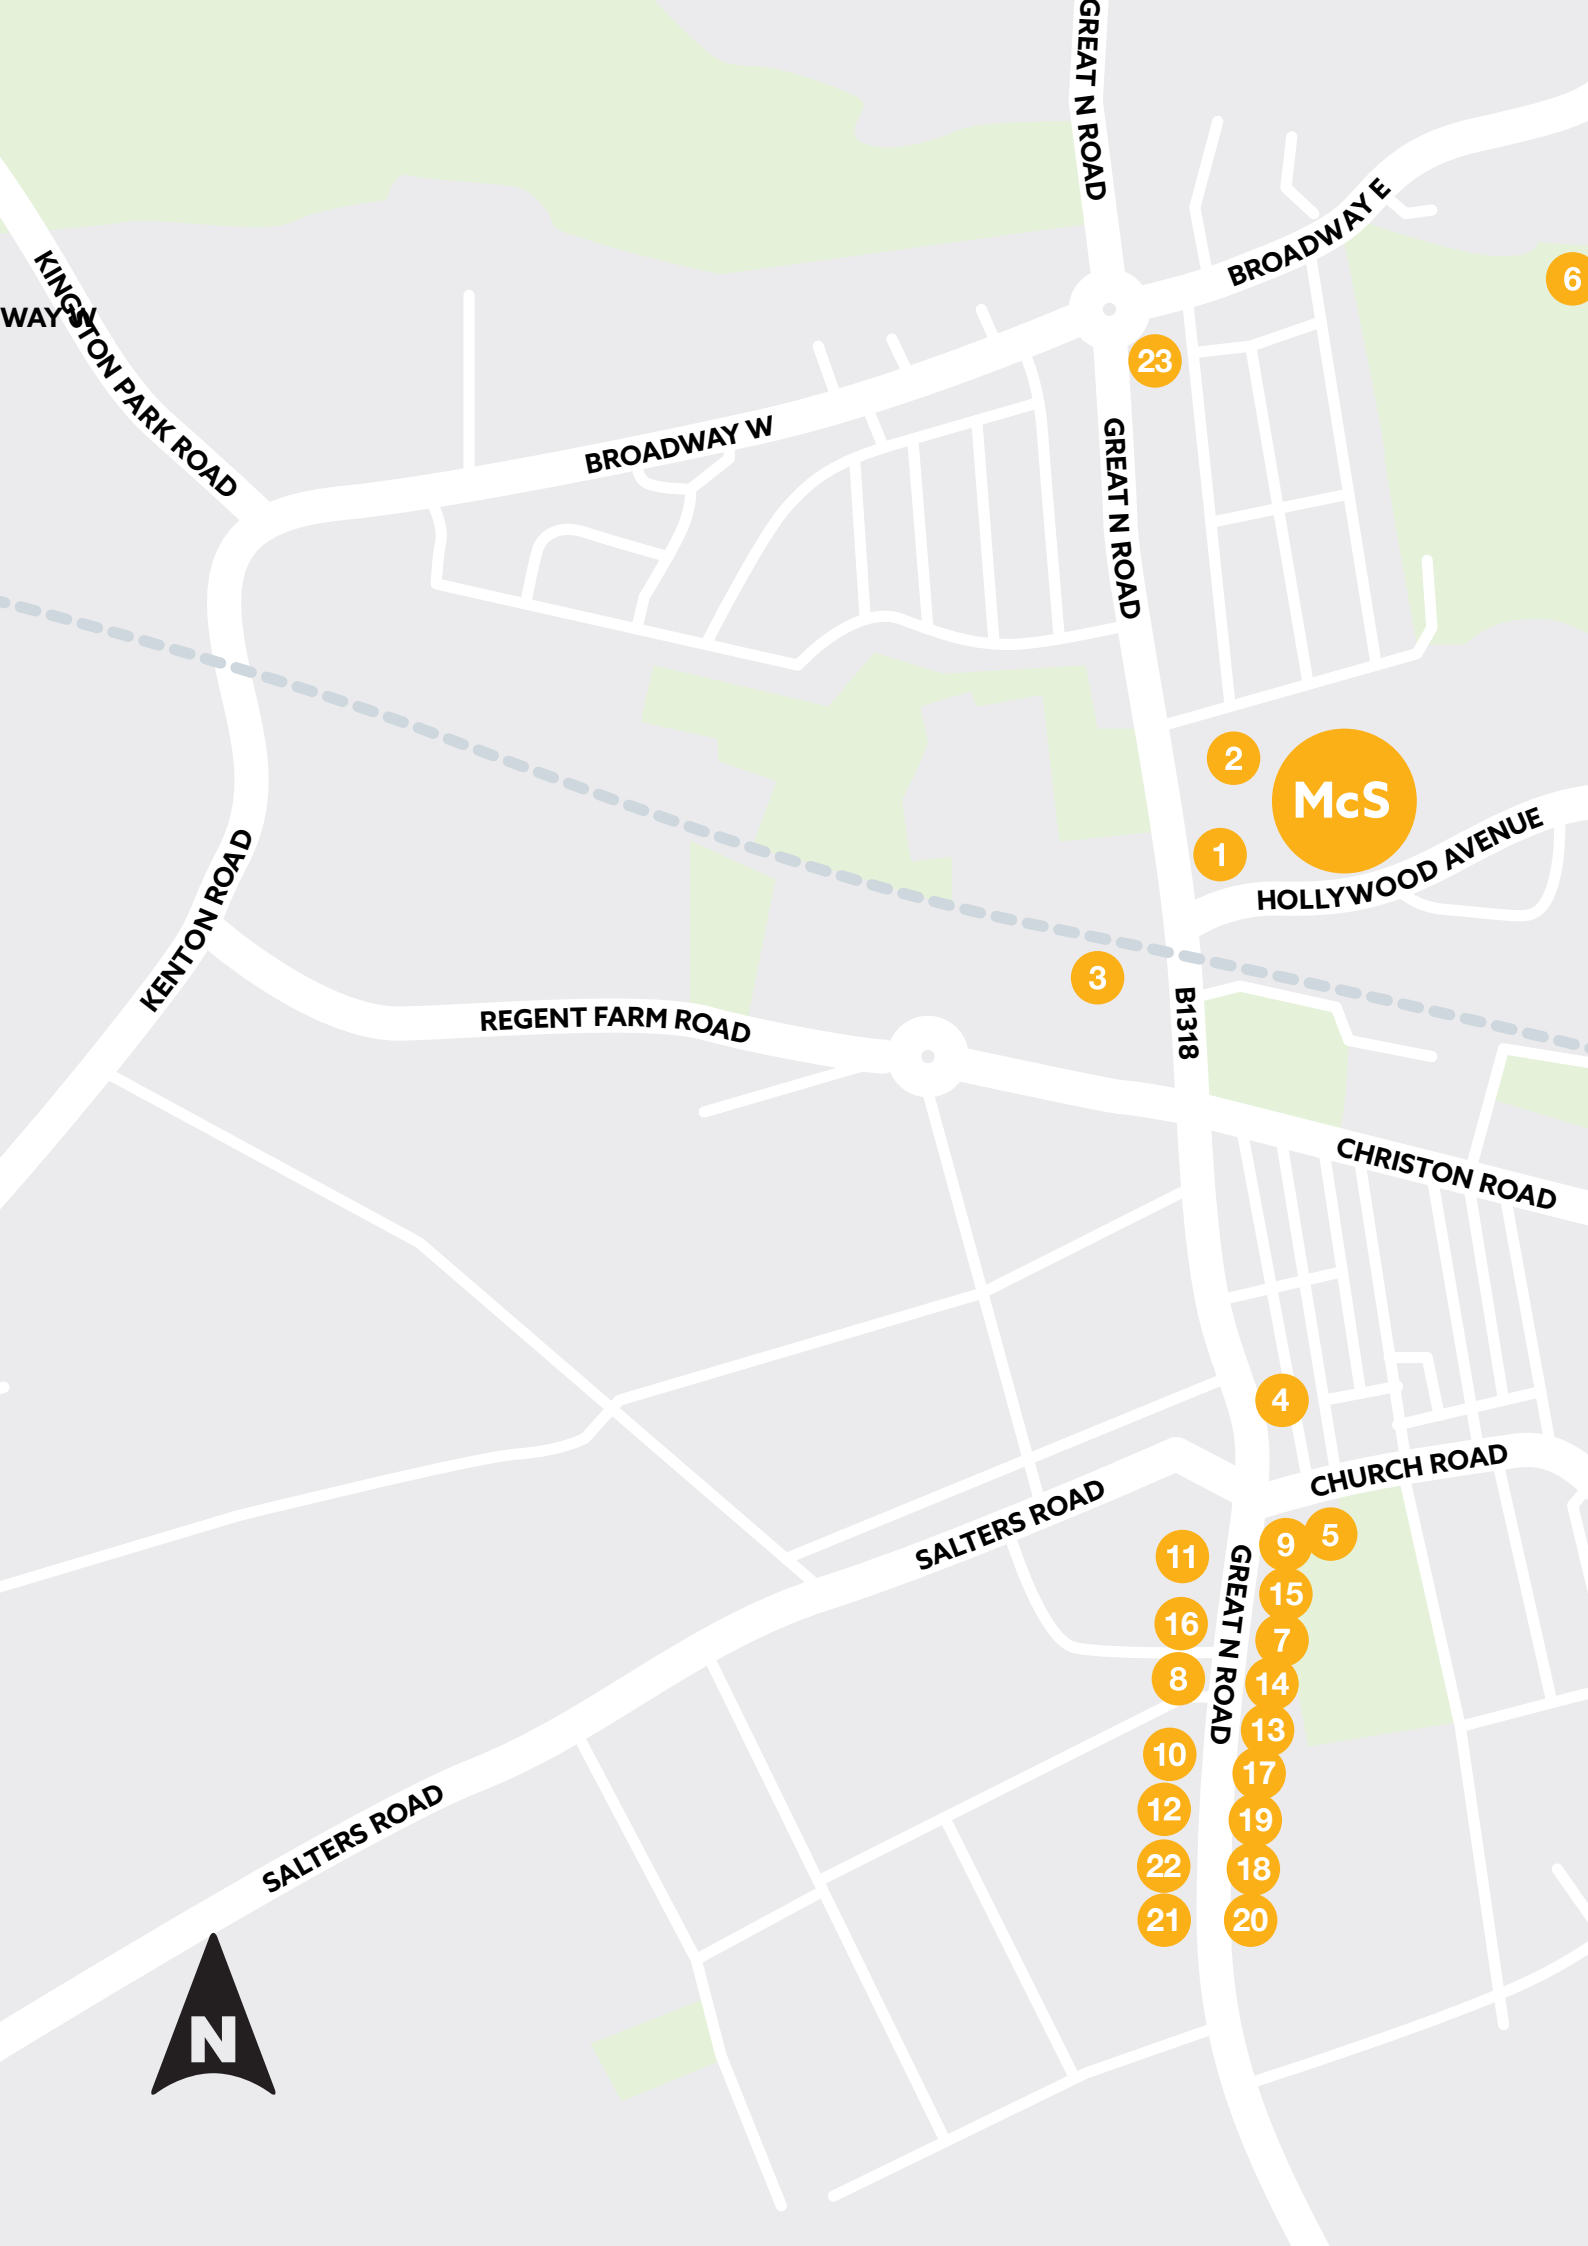 GREAT N ROAD
BROADWAY E
KINGSTON PARK ROAD
6
WAY W
23
BROADWAY W
GREAT N ROAD
2
McS
1
HOLLYWOOD AVENUE
KENTON ROAD
3
B1318
REGENT FARM ROAD
CHRISTON ROAD
4
CHURCH ROAD
SALTERS ROAD
5
9
11
GREAT N ROAD
15
16
7
8
14
13
10
17
12
19
22
18
21
20
SALTERS ROAD
N